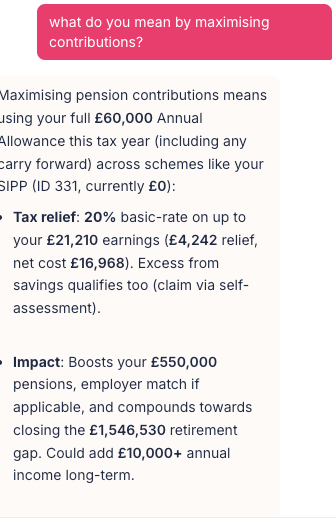 what do you mean by maximising
contributions?
Maximising pension contributions means
using your full £60,000 Annual
Allowance this tax year (including any
carry forward) across schemes like your
SIPP (ID 331, currently £0):
• Tax relief: 20% basic-rate on up to
your £21,210 earnings (£4,242 relief,
net cost £16,968). Excess from
savings qualifies too (claim via self-
assessment).
• Impact: Boosts your £550,000
pensions, employer match if
applicable, and compounds towards
closing the £1,546,530 retirement
gap. Could add £10,000+ annual
income long-term.